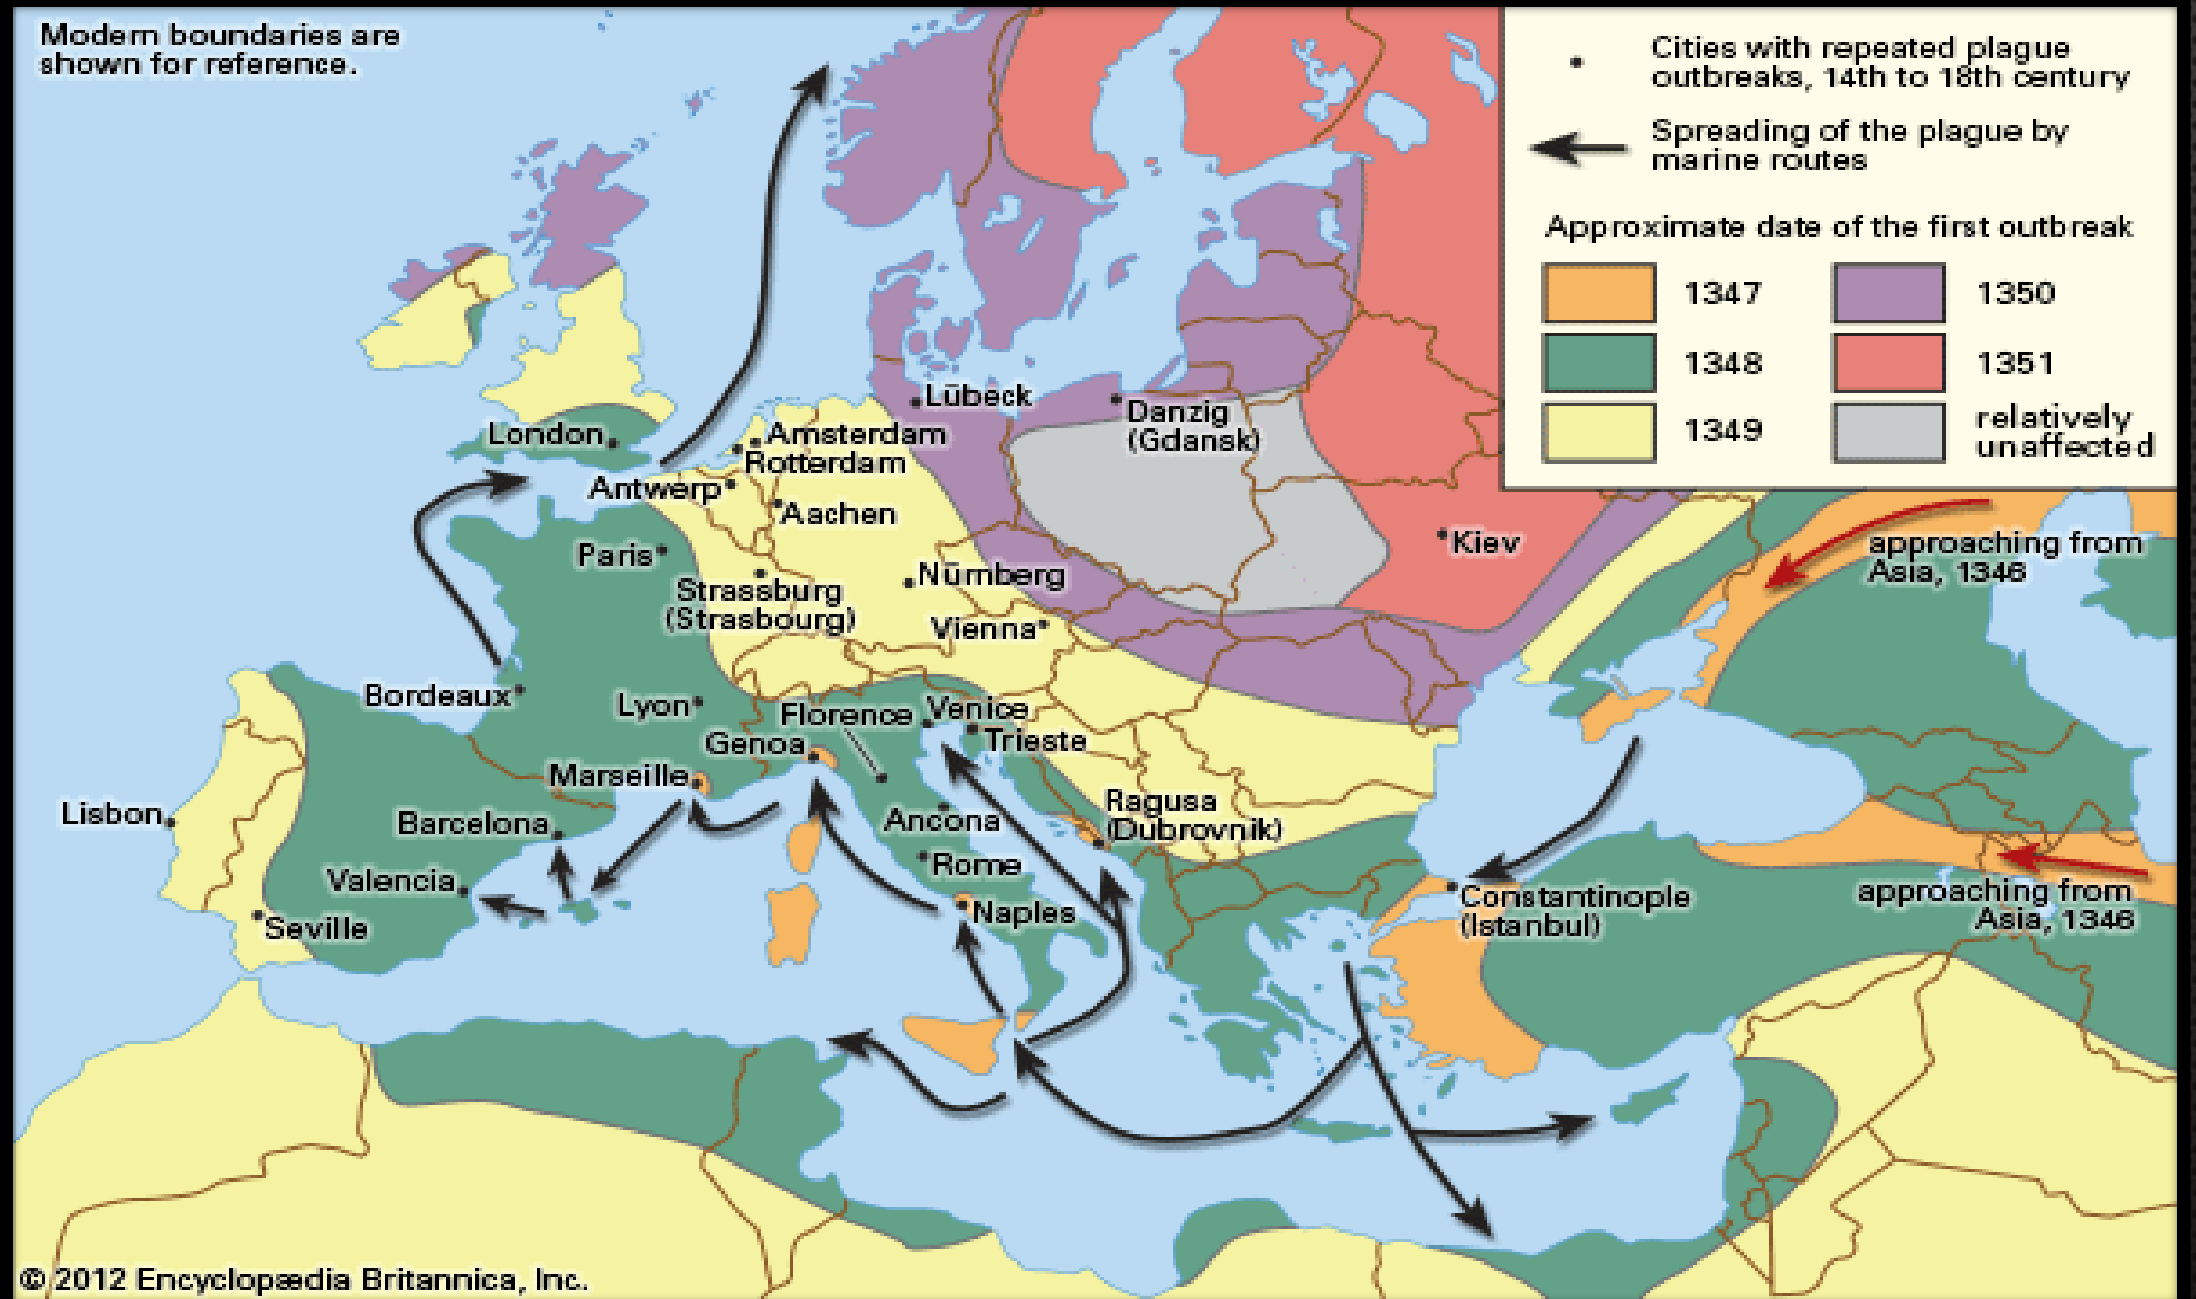 Modern boundaries are
shown for reference.
Cities with repeated plague
outbreaks, 14th to 18th century
Spreading of the plague by
marine routes
Approximate date of the first outbreak
1347
1350
1348
1351
1349
relatively
unaffected
Lübeck
Danzig
(Gdansk)
London
Amsterdam
Rotterdam
Antwerp
Aachen
Kiev
approaching from
Asia, 1346
Paris
Nürnberg
Strassburg
(Strasbourg)
Vienna
Bordeaux
Lyon
Florence
Venice
Genoa
Trieste
Marseille
Lisbon
Barcelona
Ancona
Ragusa
(Dubrovnik)
Rome
Valencia
Seville
Naples
Constantinople
(Istanbul)
approaching from
Asia, 1346
© 2012 Encyclopædia Britannica, Inc.